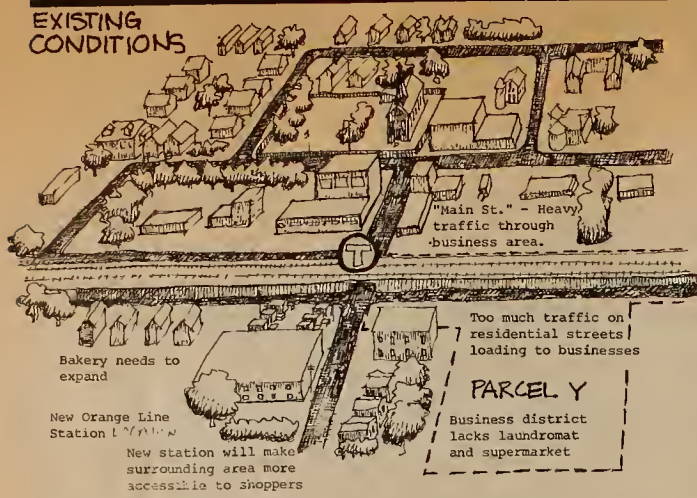 EXISTING
CONDITIONS
"Main St." - Heavy
traffic through
business area.
T
Too much traffic on
residential streets
loading to businesses
Bakery needs to
expand
PARCEL Y
Business district
lacks laundromat
and supermarket
New Orange Line
Station
New station will make
surrounding area more
accessible to shoppers